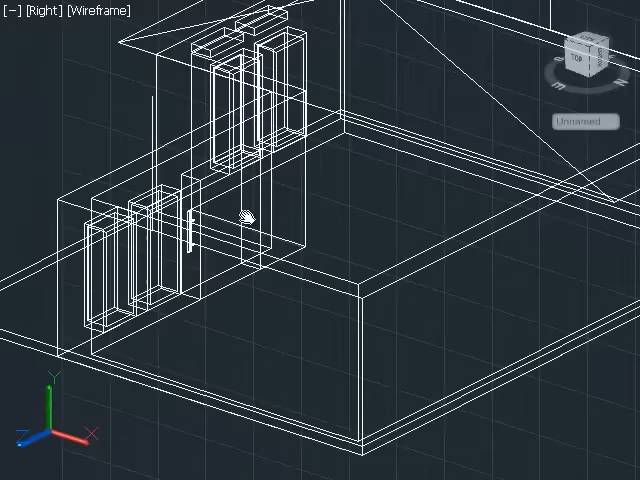 [−] [Right] [Wireframe]
TOP
Unnamed
Y
X
Z